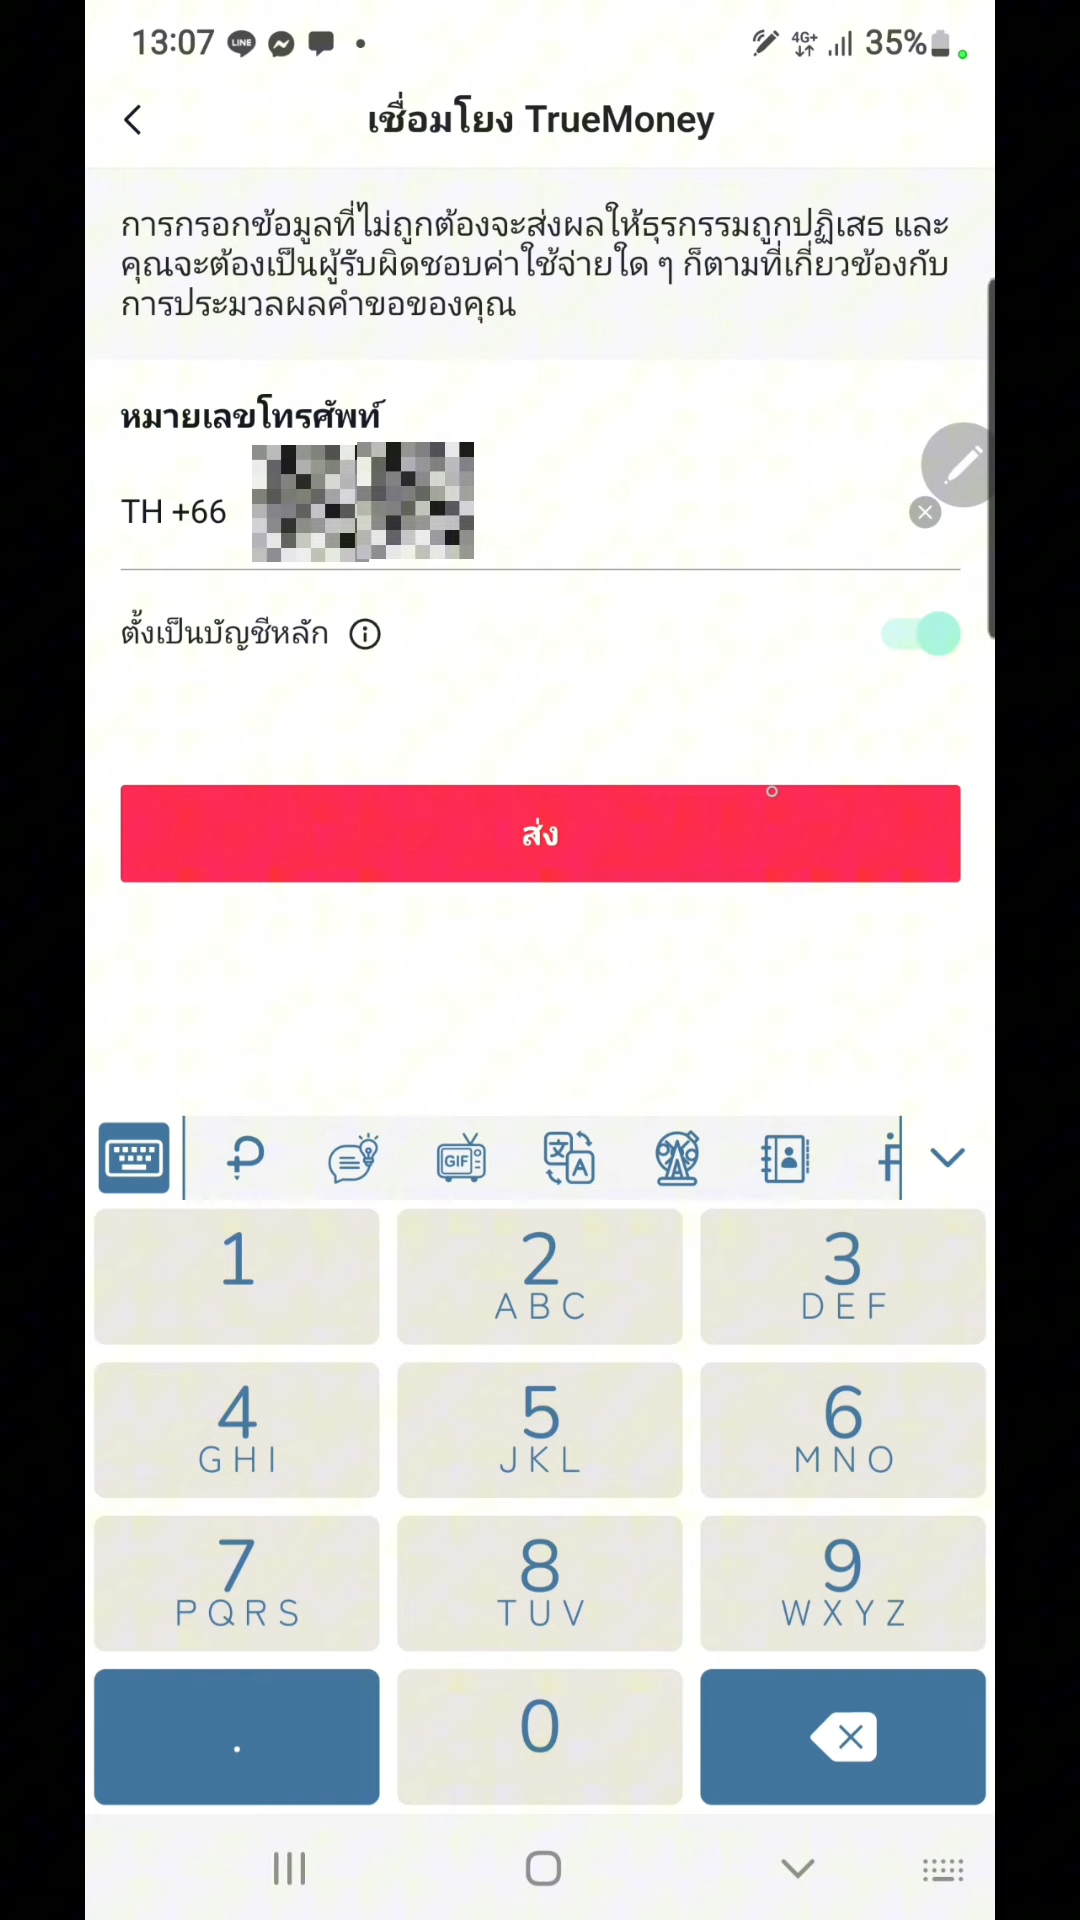 13:07
LINE
4G+
35%
เชื่อมโยง TrueMoney
การกรอกข้อมูลที่ไม่ถูกต้องจะส่งผลให้ธุรกรรมถูกปฏิเสธ และ
คุณจะต้องเป็นผู้รับผิดชอบค่าใช้จ่ายใด ๆ ก็ตามที่เกี่ยวข้องกับ
การประมวลผลคำขอของคุณ
หมายเลขโทรศัพท์
TH +66
ตั้งเป็นบัญชีหลัก
ส่ง
GIF
文
A
1
2
3
ABC
DEF
4
5
6
GHI
JKL
MNO
7
8
9
PQRS
TUV
WXYZ
.
0